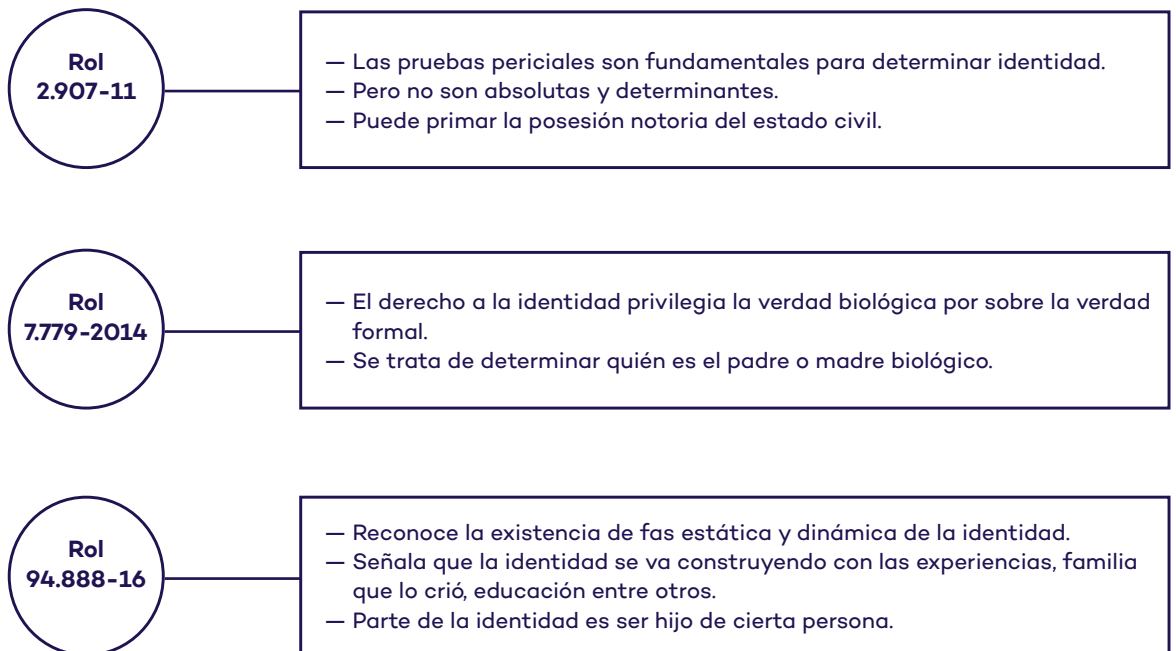 Rol
2.907-11
— Las pruebas periciales son fundamentales para determinar identidad.
— Pero no son absolutas y determinantes.
— Puede primar la posesión notoria del estado civil.
Rol
7.779-2014
— El derecho a la identidad privilegia la verdad biológica por sobre la verdad
formal.
— Se trata de determinar quién es el padre o madre biológico.
Rol
94.888-16
— Reconoce la existencia de fas estática y dinámica de la identidad.
— Señala que la identidad se va construyendo con las experiencias, familia
que lo crió, educación entre otros.
— Parte de la identidad es ser hijo de cierta persona.